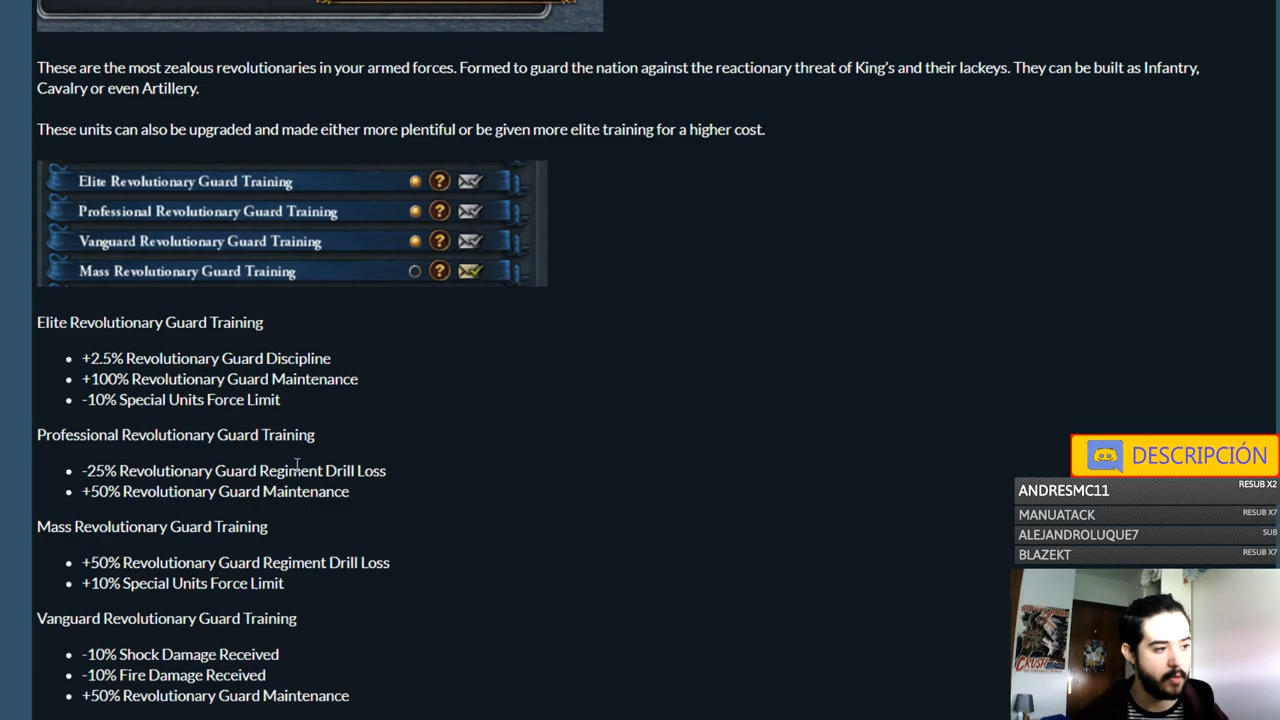 These are the most zealous revolutionaries in your armed forces. Formed to guard the nation against the reactionary threat of King's and their lackeys. They can be built as Infantry,
Cavalry or even Artillery.
These units can also be upgraded and made either more plentiful or be given more elite training for a higher cost.
Elite Revolutionary Guard Training
Professional Revolutionary Guard Training
Vanguard Revolutionary Guard Training
Mass Revolutionary Guard Training
Elite Revolutionary Guard Training
+2.5% Revolutionary Guard Discipline
+100% Revolutionary Guard Maintenance
-10% Special Units Force Limit
Professional Revolutionary Guard Training
-25% Revolutionary Guard Regiment Drill Loss
+50% Revolutionary Guard Maintenance
Mass Revolutionary Guard Training
+50% Revolutionary Guard Regiment Drill Loss
+10% Special Units Force Limit
Vanguard Revolutionary Guard Training
-10% Shock Damage Received
-10% Fire Damage Received
+50% Revolutionary Guard Maintenance
DESCRIPCIÓN
ANDRESMC11 RESUB X2
MANUATACK RESUB X7
ALEJANDROLUQUE7 SUB
BLAZEKT RESUB X7
CRUSH